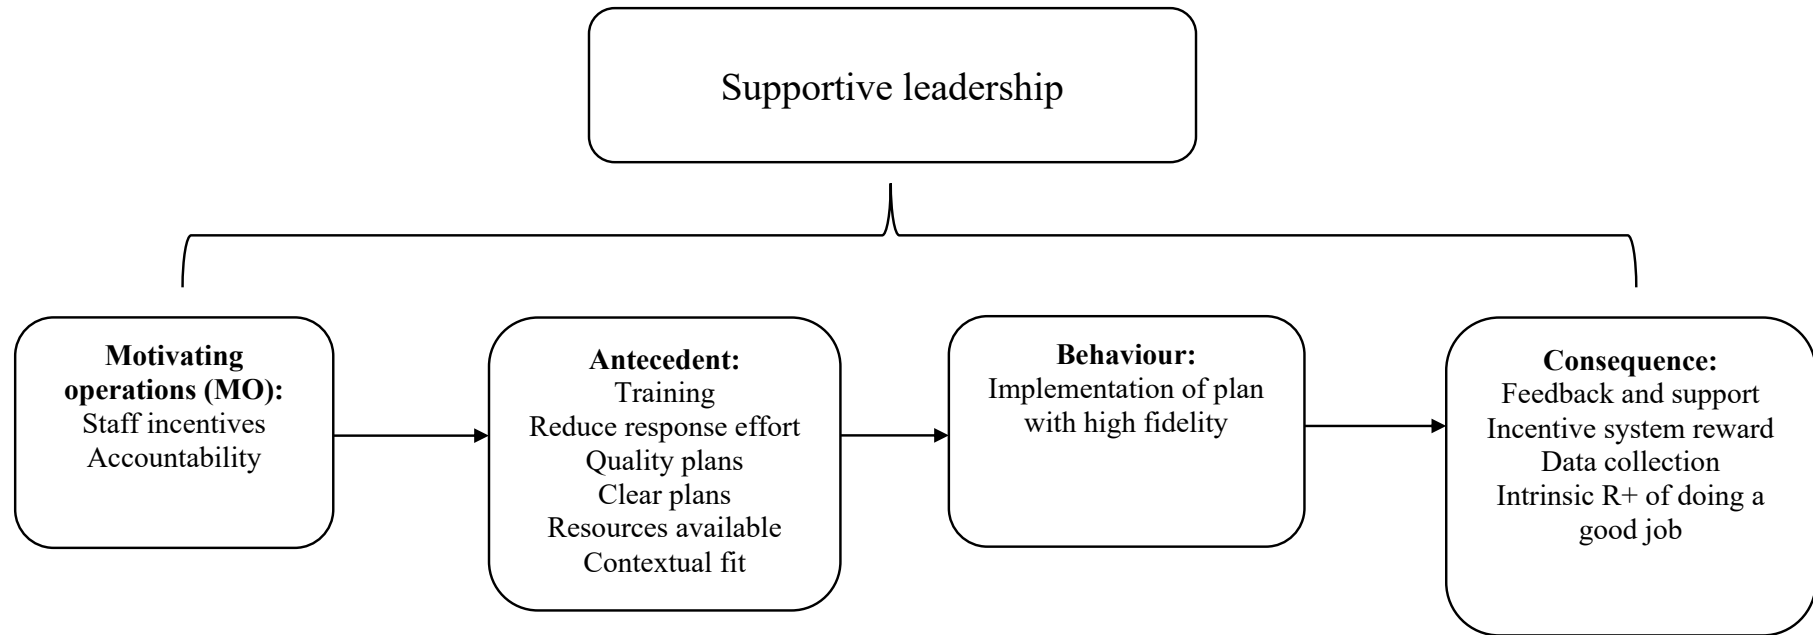 Supportive leadership
Motivating
operations (MO):
Staff incentives
Accountability
Antecedent:
Training
Reduce response effort
Quality plans
Clear plans
Resources available
Contextual fit
Behaviour:
Implementation of plan
with high fidelity
Consequence:
Feedback and support
Incentive system reward
Data collection
Intrinsic R+ of doing a
good job